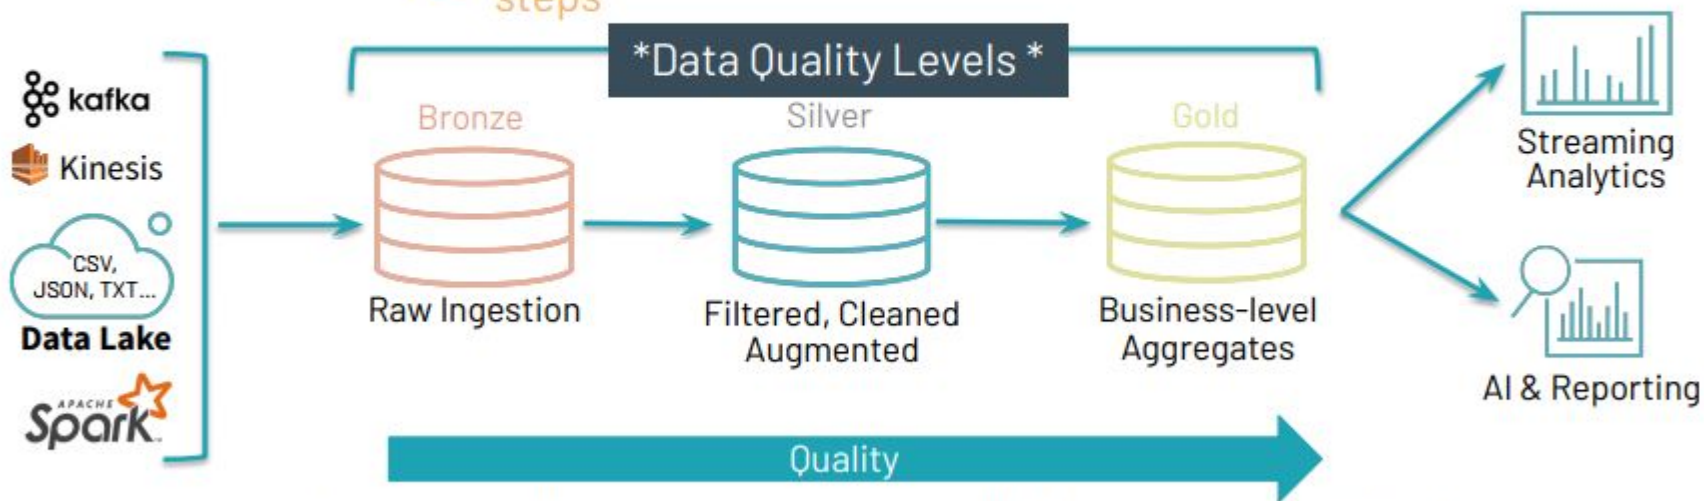 steps
*Data Quality Levels *
kafka
Kinesis
CSV,
JSON, TXT...
Data Lake
APACHE
Spark
Bronze
Raw Ingestion
Silver
Filtered, Cleaned
Augmented
Gold
Business-level
Aggregates
Streaming
Analytics
AI & Reporting
Quality